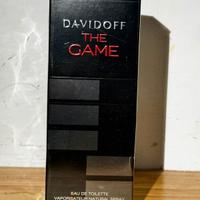 DAVIDOFF
THE
GAME
EAU DE TOILETTE
VAPORISATEUR NATURAL SPRAY